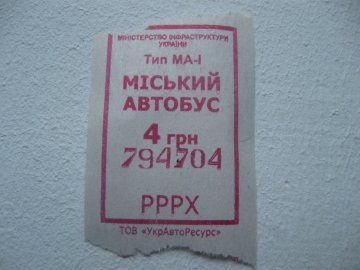 МІНІСТЕРСТВО ІНФРАСТРУКТУРИ
УКРАЇНИ
Тип МА-І
МІСЬКИЙ
АВТОБУС
4 грн
794704
РРРХ
ТОВ «УкрАвтоРесурс»